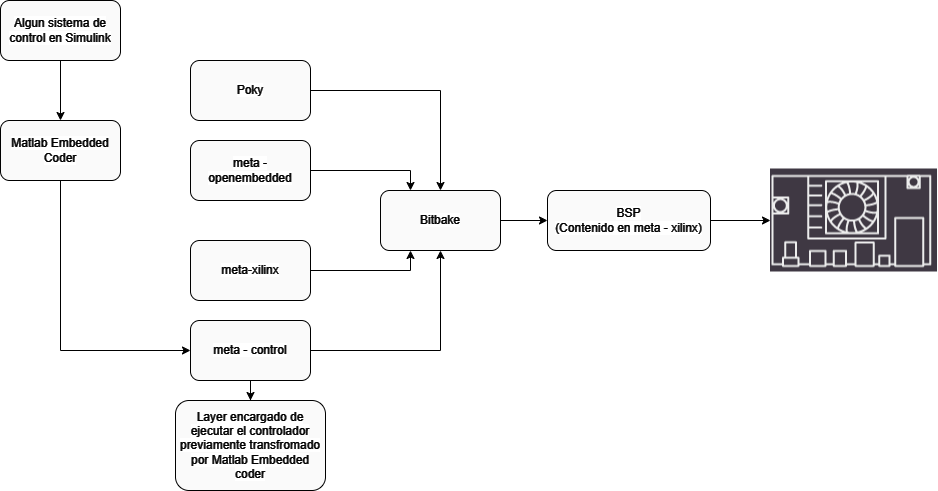 Algun sistema de
control en Simulink
Matlab Embedded
Coder
Poky
meta -
openembedded
meta-xilinx
meta - control
Layer encargado de
ejecutar el controlador
previamente transfromado
por Matlab Embedded
coder
Bitbake
BSP
(Contenido en meta - xilinx)